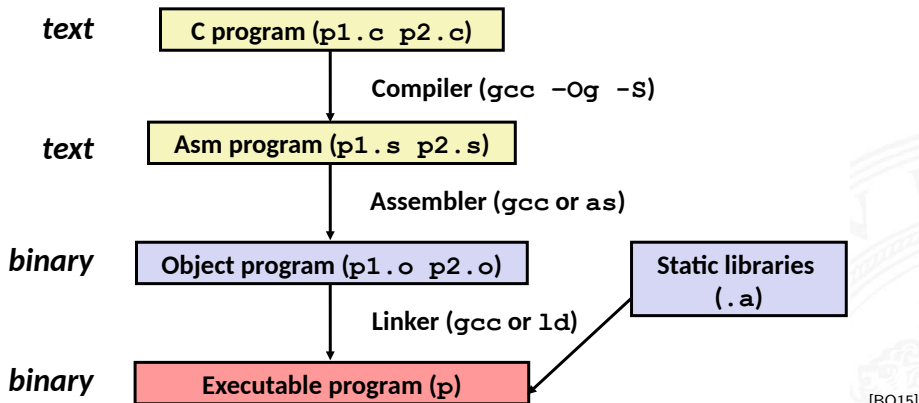 text
C program (p1.c p2.c)
Compiler (gcc –Og -S)
text
Asm program (p1.s p2.s)
Assembler (gcc or as)
binary
Object program (p1.o p2.o)
Static libraries
(.a)
Linker (gcc or ld)
binary
Executable program (p)
[BO15]